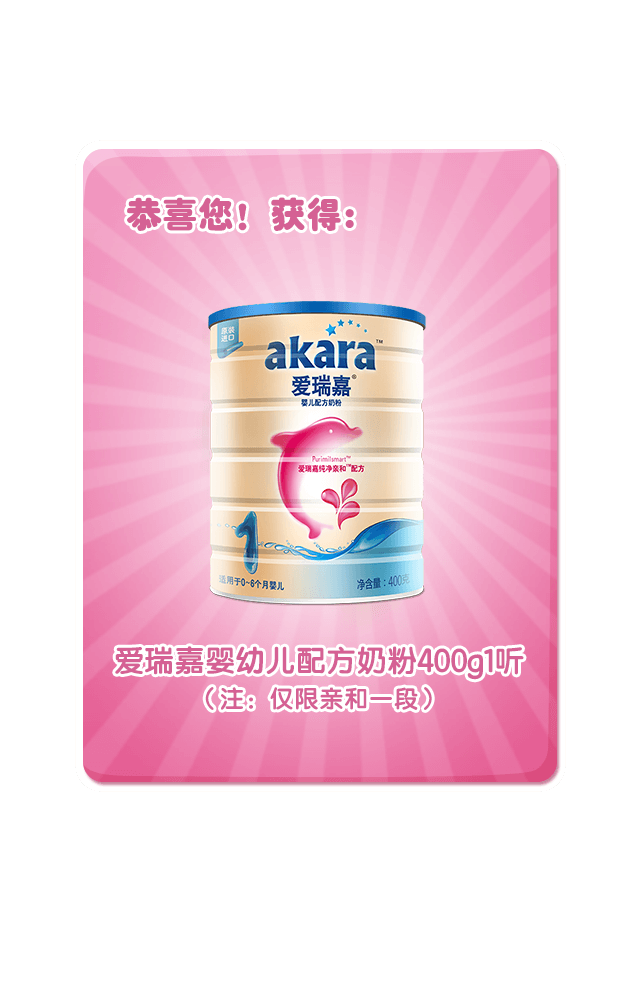 恭喜您！获得：
原装
进口
akara™
爱瑞嘉®
婴儿配方奶粉
Purimilsmart™
爱瑞嘉纯净亲和™配方
1
适用于0~6个月婴儿
净含量：400克
爱瑞嘉婴幼儿配方奶粉400g1听
（注：仅限亲和一段）